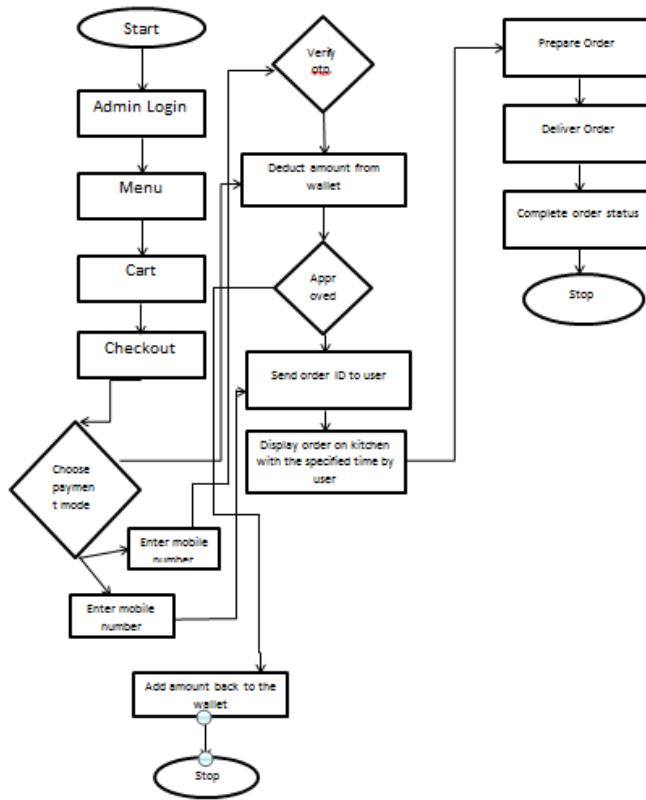 Start
Admin Login
Menu
Cart
Checkout
Choose
paymen
t mode
Enter mobile
number
Enter mobile
number
Add amount back to the
wallet
Stop
Verify
otp
Deduct amount from
wallet
Appr
oved
Send order ID to user
Display order on kitchen
with the specified time by
user
Prepare Order
Deliver Order
Complete order status
Stop